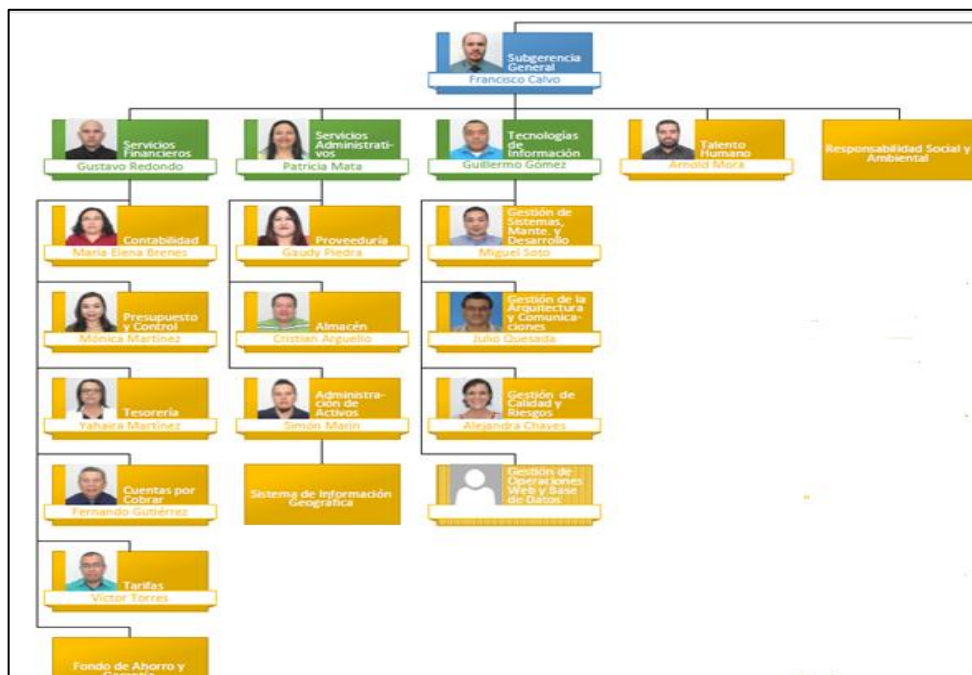 Subgerencia
General
Francisco Calvo
Servicios
Financieros
Gustavo Redondo
Servicios
Administrati-
vos
Patricia Mata
Tecnologías
de
Información
Guillermo Gómez
Talento
Humano
Arnold Mora
Responsabilidad Social y
Ambiental
Contabilidad
María Elena Brenes
Proveeduría
Gaudy Piedra
Gestión de
Sistemas,
Mante. y
Desarrollo
Miguel Soto
Presupuesto
y Control
Mónica Martínez
Almacén
Cristian Arguello
Gestión de la
Arquitectura
y Comunica-
ciones
Julio Quesada
Tesorería
Yahaira Martínez
Administra-
ción de
Activos
Simón Marín
Gestión de
Calidad y
Riesgos
Alejandra Chaves
Cuentas por
Cobrar
Fernando Gutiérrez
Sistema de Información
Geográfica
Gestión de
Operaciones
Web y Base
de Datos
Tarifas
Víctor Torres
Fondo de Ahorro y